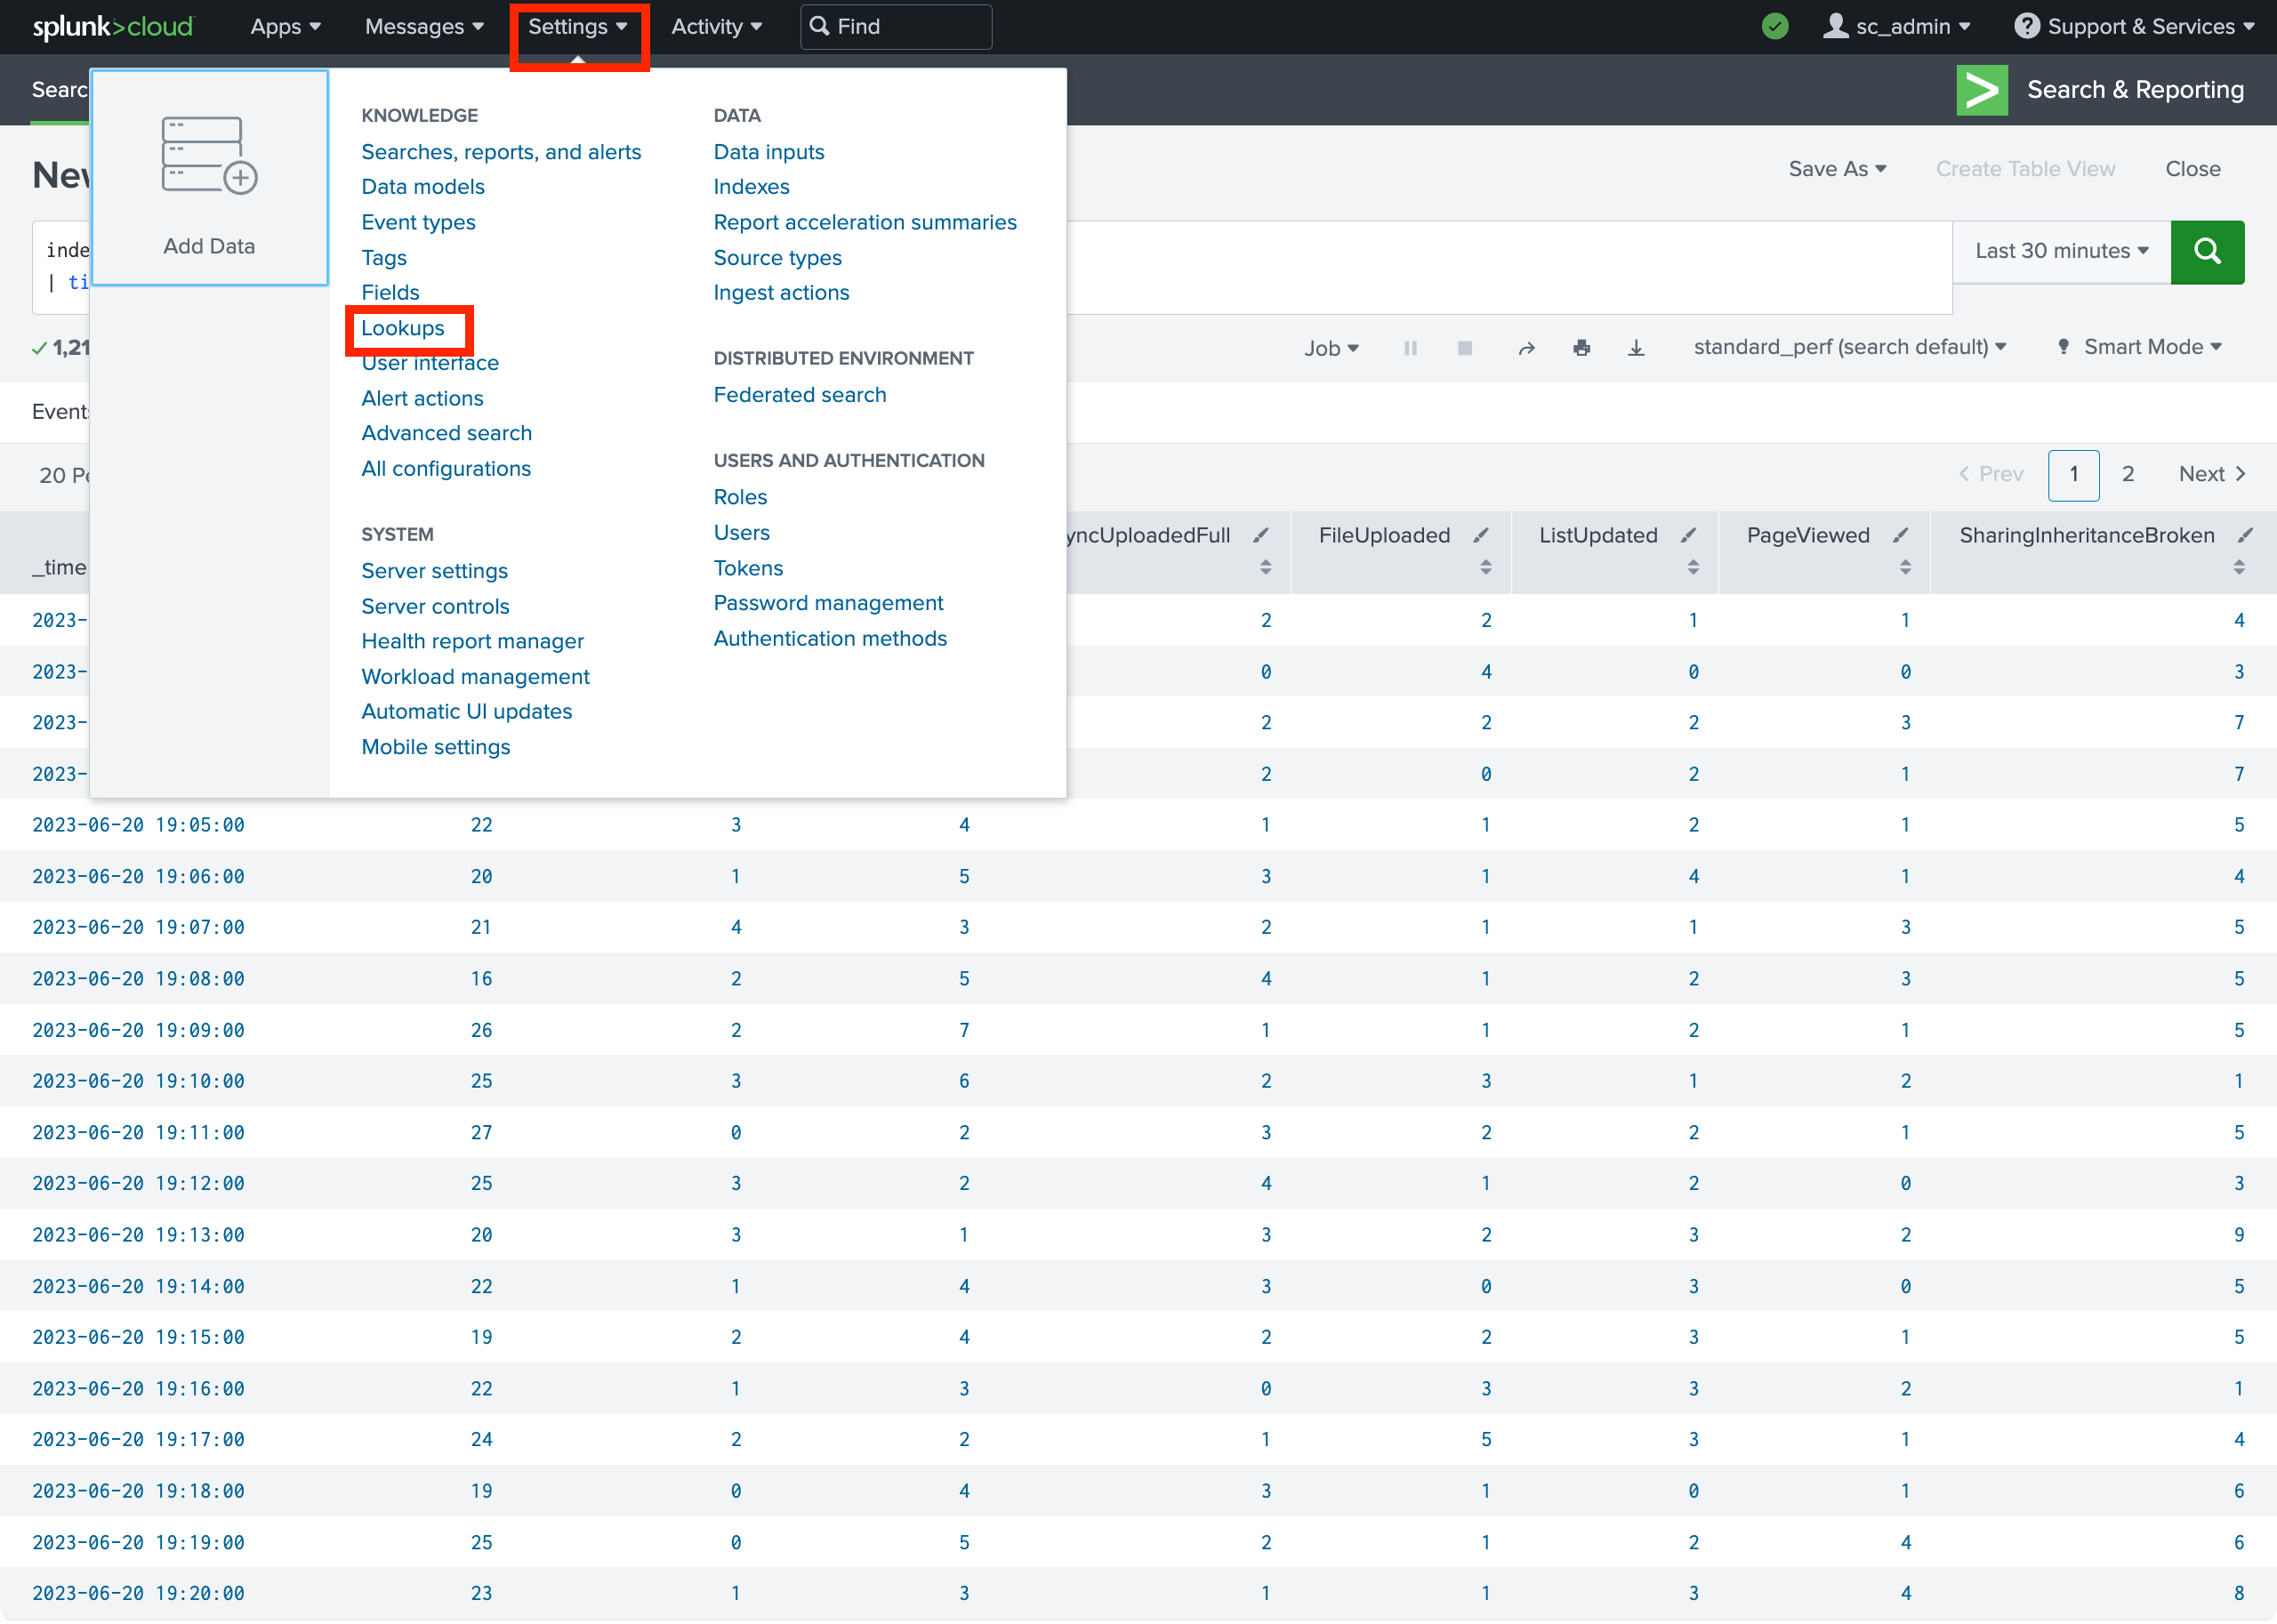 splunk>cloud Apps Messages Settings Activity Find sc_admin Support & Services
Search & Reporting
Add Data
KNOWLEDGE
Searches, reports, and alerts
Data models
Event types
Tags
Fields
Lookups
User interface
Alert actions
Advanced search
All configurations
SYSTEM
Server settings
Server controls
Health report manager
Workload management
Automatic UI updates
Mobile settings
DATA
Data inputs
Indexes
Report acceleration summaries
Source types
Ingest actions
DISTRIBUTED ENVIRONMENT
Federated search
USERS AND AUTHENTICATION
Roles
Users
Tokens
Password management
Authentication methods
Save As Create Table View Close
Last 30 minutes
Job standard_perf (search default) Smart Mode
20
< Prev 1 2 Next >
_time yncUploadedFull FileUploaded ListUpdated PageViewed SharingInheritanceBroken
2023- 2 2 1 1 4
2023- 0 4 0 0 3
2023- 2 2 2 3 7
2023- 2 0 2 1 7
2023-06-20 19:05:00 22 3 4 1 1 2 1 5
2023-06-20 19:06:00 20 1 5 3 1 4 1 4
2023-06-20 19:07:00 21 4 3 2 1 1 3 5
2023-06-20 19:08:00 16 2 5 4 1 2 3 5
2023-06-20 19:09:00 26 2 7 1 1 2 1 5
2023-06-20 19:10:00 25 3 6 2 3 1 2 1
2023-06-20 19:11:00 27 0 2 3 2 2 1 5
2023-06-20 19:12:00 25 3 2 4 1 2 0 3
2023-06-20 19:13:00 20 3 1 3 2 3 2 9
2023-06-20 19:14:00 22 1 4 3 0 3 0 5
2023-06-20 19:15:00 19 2 4 2 2 3 1 5
2023-06-20 19:16:00 22 1 3 0 3 3 2 1
2023-06-20 19:17:00 24 2 2 1 5 3 1 4
2023-06-20 19:18:00 19 0 4 3 1 0 1 6
2023-06-20 19:19:00 25 0 5 2 1 2 4 6
2023-06-20 19:20:00 23 1 3 1 1 3 4 8